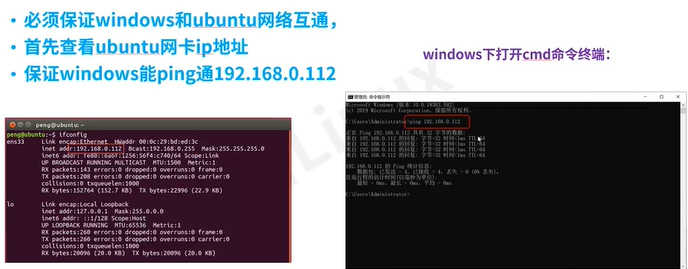 • 必须保证windows和ubuntu网络互通，
• 首先查看ubuntu网卡ip地址
• 保证windows能ping通192.168.0.112
windows下打开cmd命令终端：
peng@ubuntu: ~
peng@ubuntu:~$ ifconfig
ens33 Link encap:Ethernet HWaddr 00:0c:29:bd:e0:3c
inet addr:192.168.0.112 Bcast:192.168.0.255 Mask:255.255.255.0
inet6 addr: fe80::6abf:1256:56f4:c740/64 Scope:Link
UP BROADCAST RUNNING MULTICAST MTU:1500 Metric:1
RX packets:143 errors:0 dropped:0 overruns:0 frame:0
TX packets:208 errors:0 dropped:0 overruns:0 carrier:0
collisions:0 txqueuelen:1000
RX bytes:152764 (152.7 KB) TX bytes:22976 (22.9 KB)
lo Link encap:Local Loopback
inet addr:127.0.0.1 Mask:255.0.0.0
inet6 addr: ::1/128 Scope:Host
UP LOOPBACK RUNNING MTU:65536 Metric:1
RX packets:260 errors:0 dropped:0 overruns:0 frame:0
TX packets:260 errors:0 dropped:0 overruns:0 carrier:0
collisions:0 txqueuelen:1000
RX bytes:20096 (20.0 KB) TX bytes:20096 (20.0 KB)
管理员: 命令提示符
Microsoft Windows [版本 10.0.18363.592]
(c) 2019 Microsoft Corporation。保留所有权利。
C:\Users\Administrator>ping 192.168.0.112
正在 Ping 192.168.0.112 具有 32 字节的数据:
来自 192.168.0.112 的回复: 字节=32 时间<1ms TTL=64
来自 192.168.0.112 的回复: 字节=32 时间<1ms TTL=64
来自 192.168.0.112 的回复: 字节=32 时间<1ms TTL=64
来自 192.168.0.112 的回复: 字节=32 时间<1ms TTL=64
192.168.0.112 的 Ping 统计信息:
数据包: 已发送 = 4，已接收 = 4，丢失 = 0 (0% 丢失)，
往返行程的估计时间(以毫秒为单位):
最短 = 0ms，最长 = 0ms，平均 = 0ms
C:\Users\Administrator>